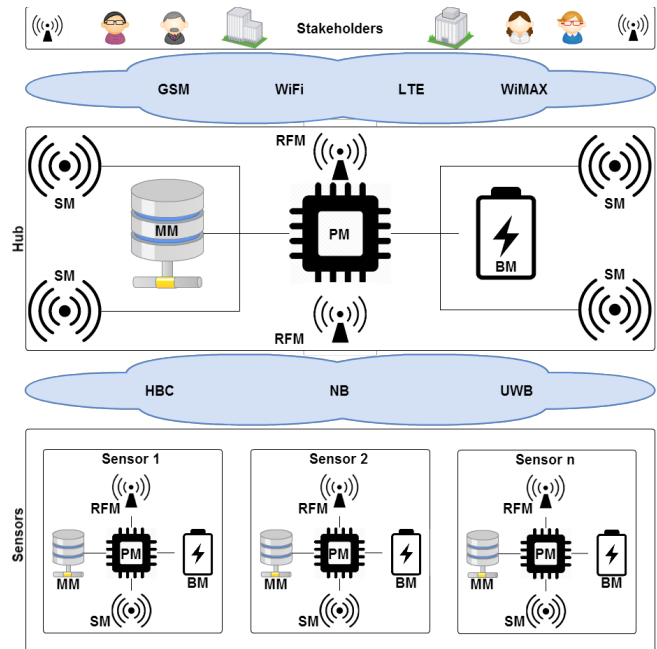 Stakeholders
GSM WiFi LTE WiMAX
Hub
RFM
SM
SM
MM
PM
BM
SM
SM
RFM
HBC NB UWB
Sensors
Sensor 1
RFM
PM
MM
BM
SM
Sensor 2
RFM
PM
MM
BM
SM
Sensor n
RFM
PM
MM
BM
SM